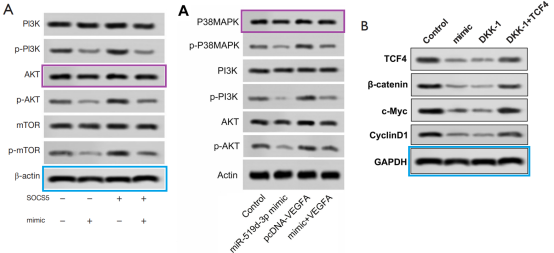 A
PI3K
p-PI3K
AKT
p-AKT
mTOR
p-mTOR
β-actin
SOCS5 − − + +
mimic − + − +
A
P38MAPK
p-P38MAPK
PI3K
p-PI3K
AKT
p-AKT
Actin
Control
miR-519d-3p mimic
pcDNA-VEGFA
mimic+VEGFA
B
Control
mimic
DKK-1
DKK-1+TCF4
TCF4
β-catenin
c-Myc
CyclinD1
GAPDH